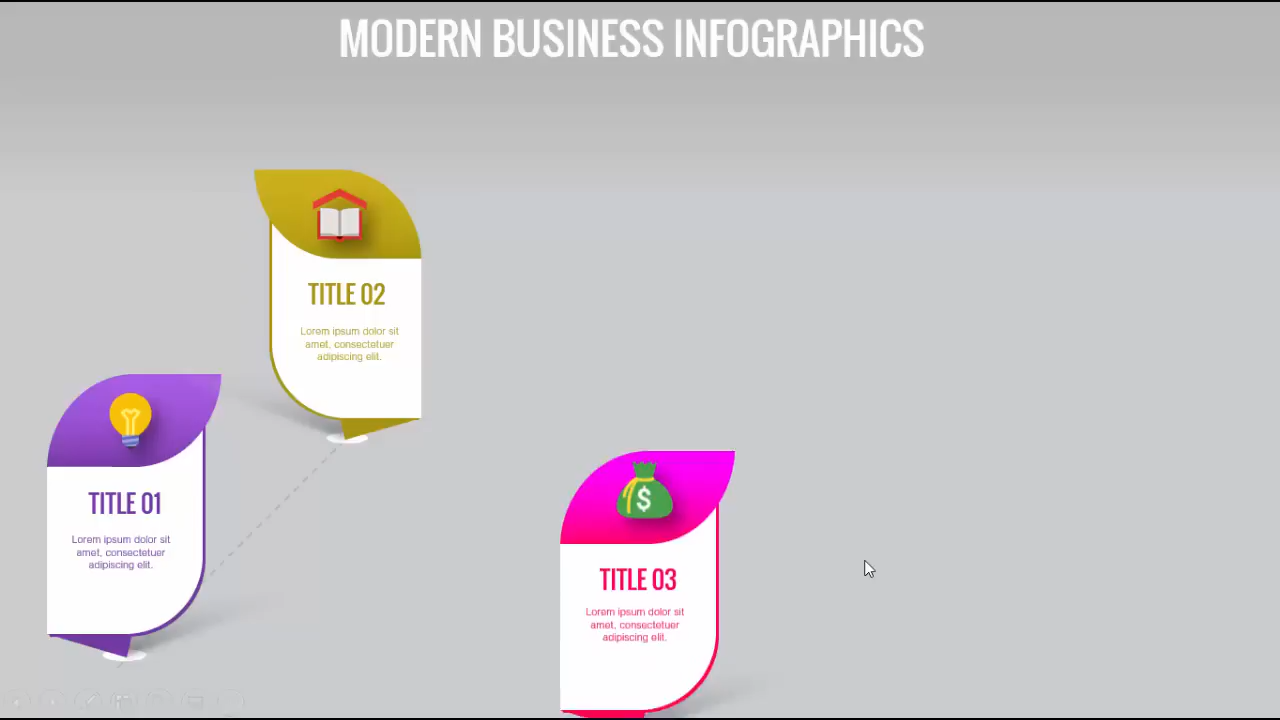 MODERN BUSINESS INFOGRAPHICS
TITLE 02
Lorem ipsum dolor sit
amet, consectetuer
adipiscing elit.
TITLE 01
Lorem ipsum dolor sit
amet, consectetuer
adipiscing elit.
$
TITLE 03
Lorem ipsum dolor sit
amet, consectetuer
adipiscing elit.